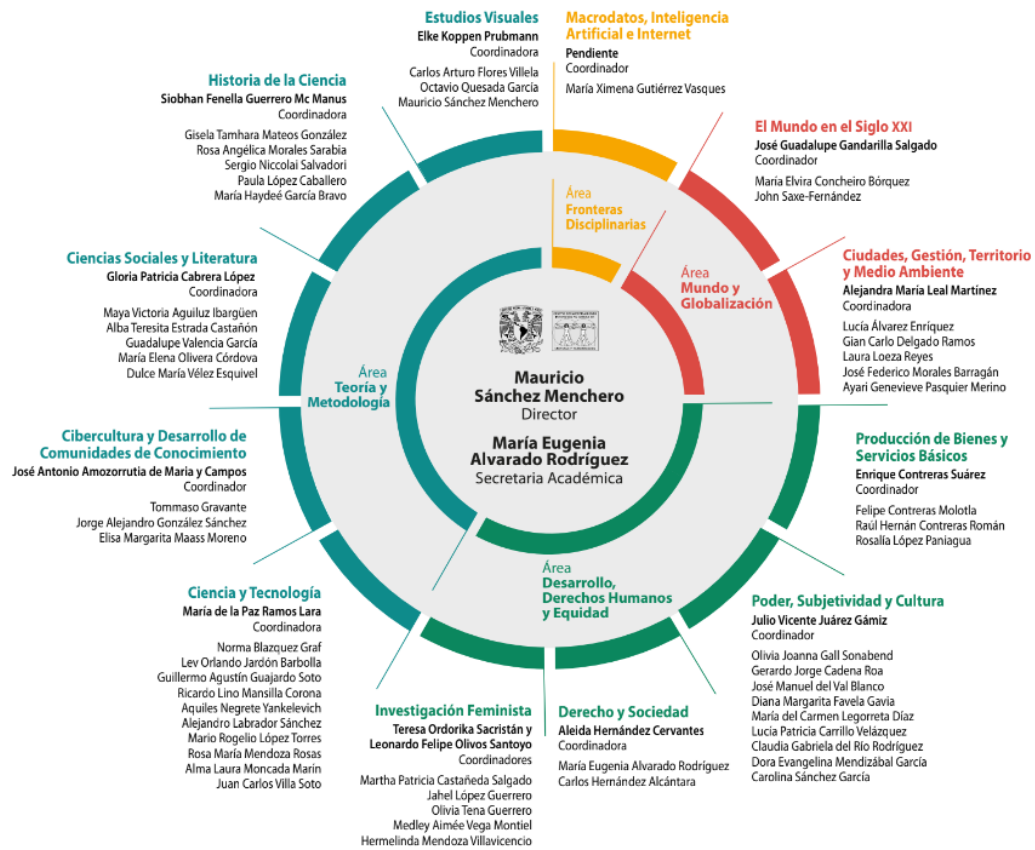 Estudios Visuales
Elke Koppen Prubmann
Coordinadora
Carlos Arturo Flores Villela
Octavio Quesada García
Mauricio Sánchez Menchero
Macrodatos, Inteligencia
Artificial e Internet
Pendiente
Coordinador
María Ximena Gutiérrez Vasques
Historia de la Ciencia
Siobhan Fenella Guerrero Mc Manus
Coordinadora
Gisela Tamhara Mateos González
Rosa Angélica Morales Sarabia
Sergio Niccolai Salvadori
Paula López Caballero
María Haydeé García Bravo
El Mundo en el Siglo XXI
José Guadalupe Gandarilla Salgado
Coordinador
María Elvira Concheiro Bórquez
John Saxe-Fernández
Ciencias Sociales y Literatura
Gloria Patricia Cabrera López
Coordinadora
Maya Victoria Aguiluz Ibargüen
Alba Teresita Estrada Castañón
Guadalupe Valencia García
María Elena Olivera Córdova
Dulce María Vélez Esquivel
Ciudades, Gestión, Territorio
y Medio Ambiente
Alejandra María Leal Martínez
Coordinadora
Lucía Álvarez Enríquez
Gian Carlo Delgado Ramos
Laura Loeza Reyes
José Federico Morales Barragán
Ayari Genevieve Pasquier Merino
Área
Fronteras
Disciplinarias
Área
Mundo y
Globalización
Área
Teoría y
Metodología
Mauricio
Sánchez Menchero
Director
María Eugenia
Alvarado Rodríguez
Secretaria Académica
Área
Desarrollo,
Derechos Humanos
y Equidad
Cibercultura y Desarrollo de
Comunidades de Conocimiento
José Antonio Amozorrutia de Maria y Campos
Coordinador
Tommaso Gravante
Jorge Alejandro González Sánchez
Elisa Margarita Maass Moreno
Producción de Bienes y
Servicios Básicos
Enrique Contreras Suárez
Coordinador
Felipe Contreras Molotla
Raúl Hernán Contreras Román
Rosalía López Paniagua
Ciencia y Tecnología
María de la Paz Ramos Lara
Coordinadora
Norma Blazquez Graf
Lev Orlando Jardón Barbolla
Guillermo Agustín Guajardo Soto
Ricardo Lino Mansilla Corona
Aquiles Negrete Yankelevich
Alejandro Labrador Sánchez
Mario Rogelio López Torres
Rosa María Mendoza Rosas
Alma Laura Moncada Marín
Juan Carlos Villa Soto
Investigación Feminista
Teresa Ordorika Sacristán y
Leonardo Felipe Olivos Santoyo
Coordinadores
Martha Patricia Castañeda Salgado
Jahel López Guerrero
Olivia Tena Guerrero
Medley Aimée Vega Montiel
Hermelinda Mendoza Villavicencio
Derecho y Sociedad
Aleida Hernández Cervantes
Coordinadora
María Eugenia Alvarado Rodríguez
Carlos Hernández Alcántara
Poder, Subjetividad y Cultura
Julio Vicente Juárez Gámiz
Coordinador
Olivia Joanna Gall Sonabend
Gerardo Jorge Cadena Roa
José Manuel del Val Blanco
Diana Margarita Favela Gavia
María del Carmen Legorreta Díaz
Lucía Patricia Carrillo Velázquez
Claudia Gabriela del Río Rodríguez
Dora Evangelina Mendizábal García
Carolina Sánchez García